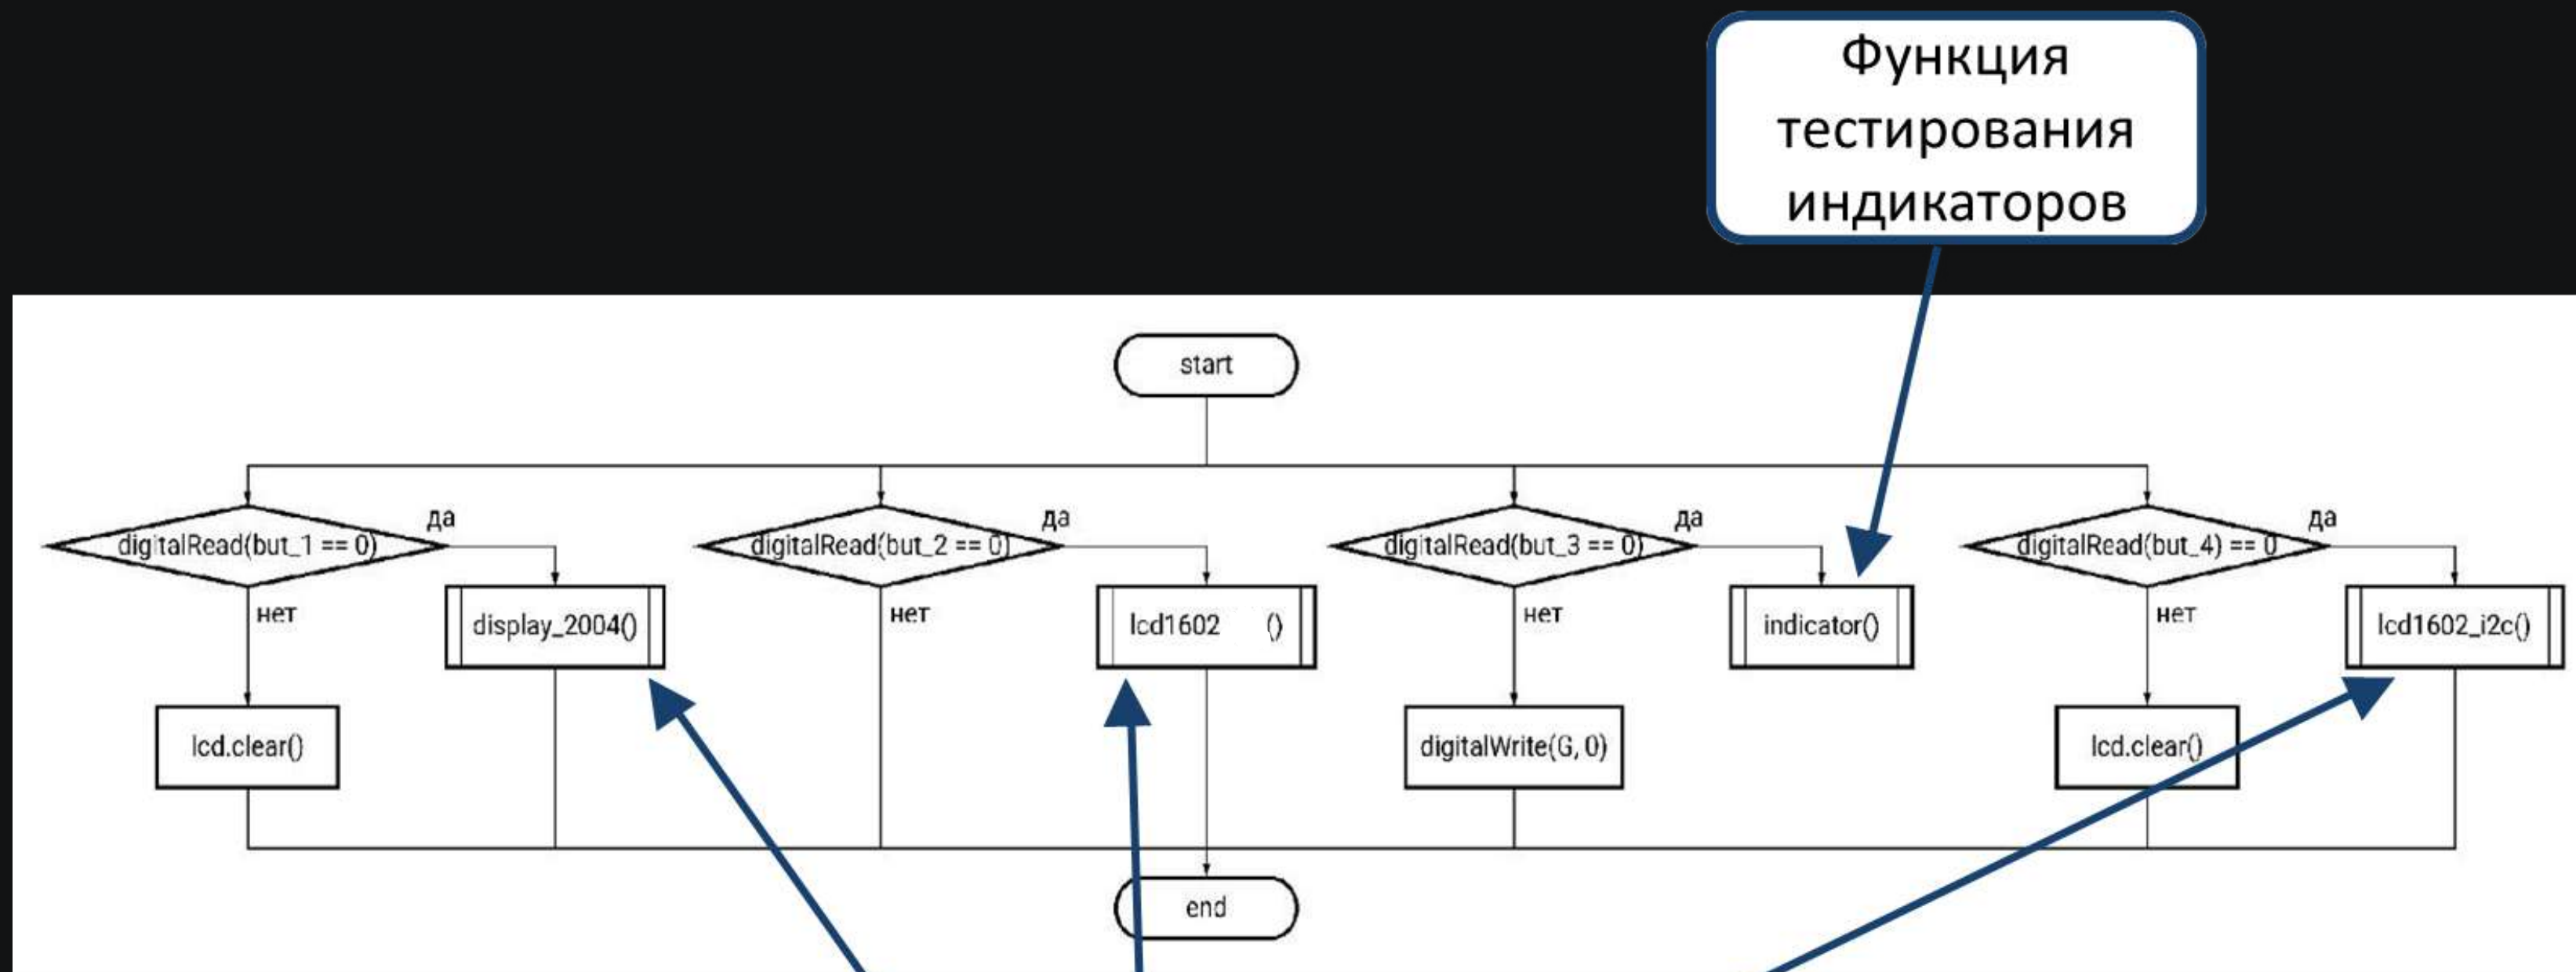 Функция
тестирования
индикаторов
start
да
да
да
да
digitalRead(but_1 == 0)
digitalRead(but_2 == 0)
digitalRead(but_3 == 0)
digitalRead(but_4) == 0
нет
нет
нет
нет
display_2004()
lcd1602 ()
indicator()
lcd1602_i2c()
lcd.clear()
digitalWrite(G, 0)
lcd.clear()
end